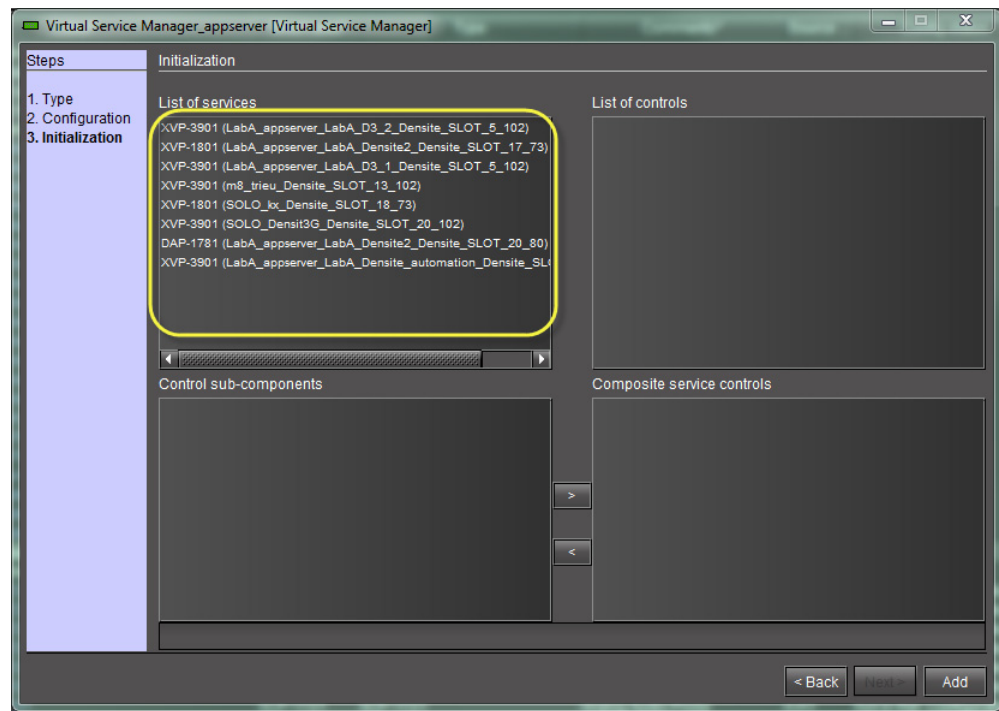 Virtual Service Manager_appserver [Virtual Service Manager]
Steps
1. Type
2. Configuration
3. Initialization
Initialization
List of services
XVP-3901 (LabA_appserver_LabA_D3_2_Densite_SLOT_5_102)
XVP-1801 (LabA_appserver_LabA_Densite2_Densite_SLOT_17_73)
XVP-3901 (LabA_appserver_LabA_D3_1_Densite_SLOT_5_102)
XVP-3901 (m8_trieu_Densite_SLOT_13_102)
XVP-1801 (SOLO_kx_Densite_SLOT_18_73)
XVP-3901 (SOLO_Densit3G_Densite_SLOT_20_102)
DAP-1781 (LabA_appserver_LabA_Densite2_Densite_SLOT_20_80)
XVP-3901 (LabA_appserver_LabA_Densite_automation_Densite_SL
List of controls
Control sub-components
Composite service controls
>
<
< Back
Next >
Add